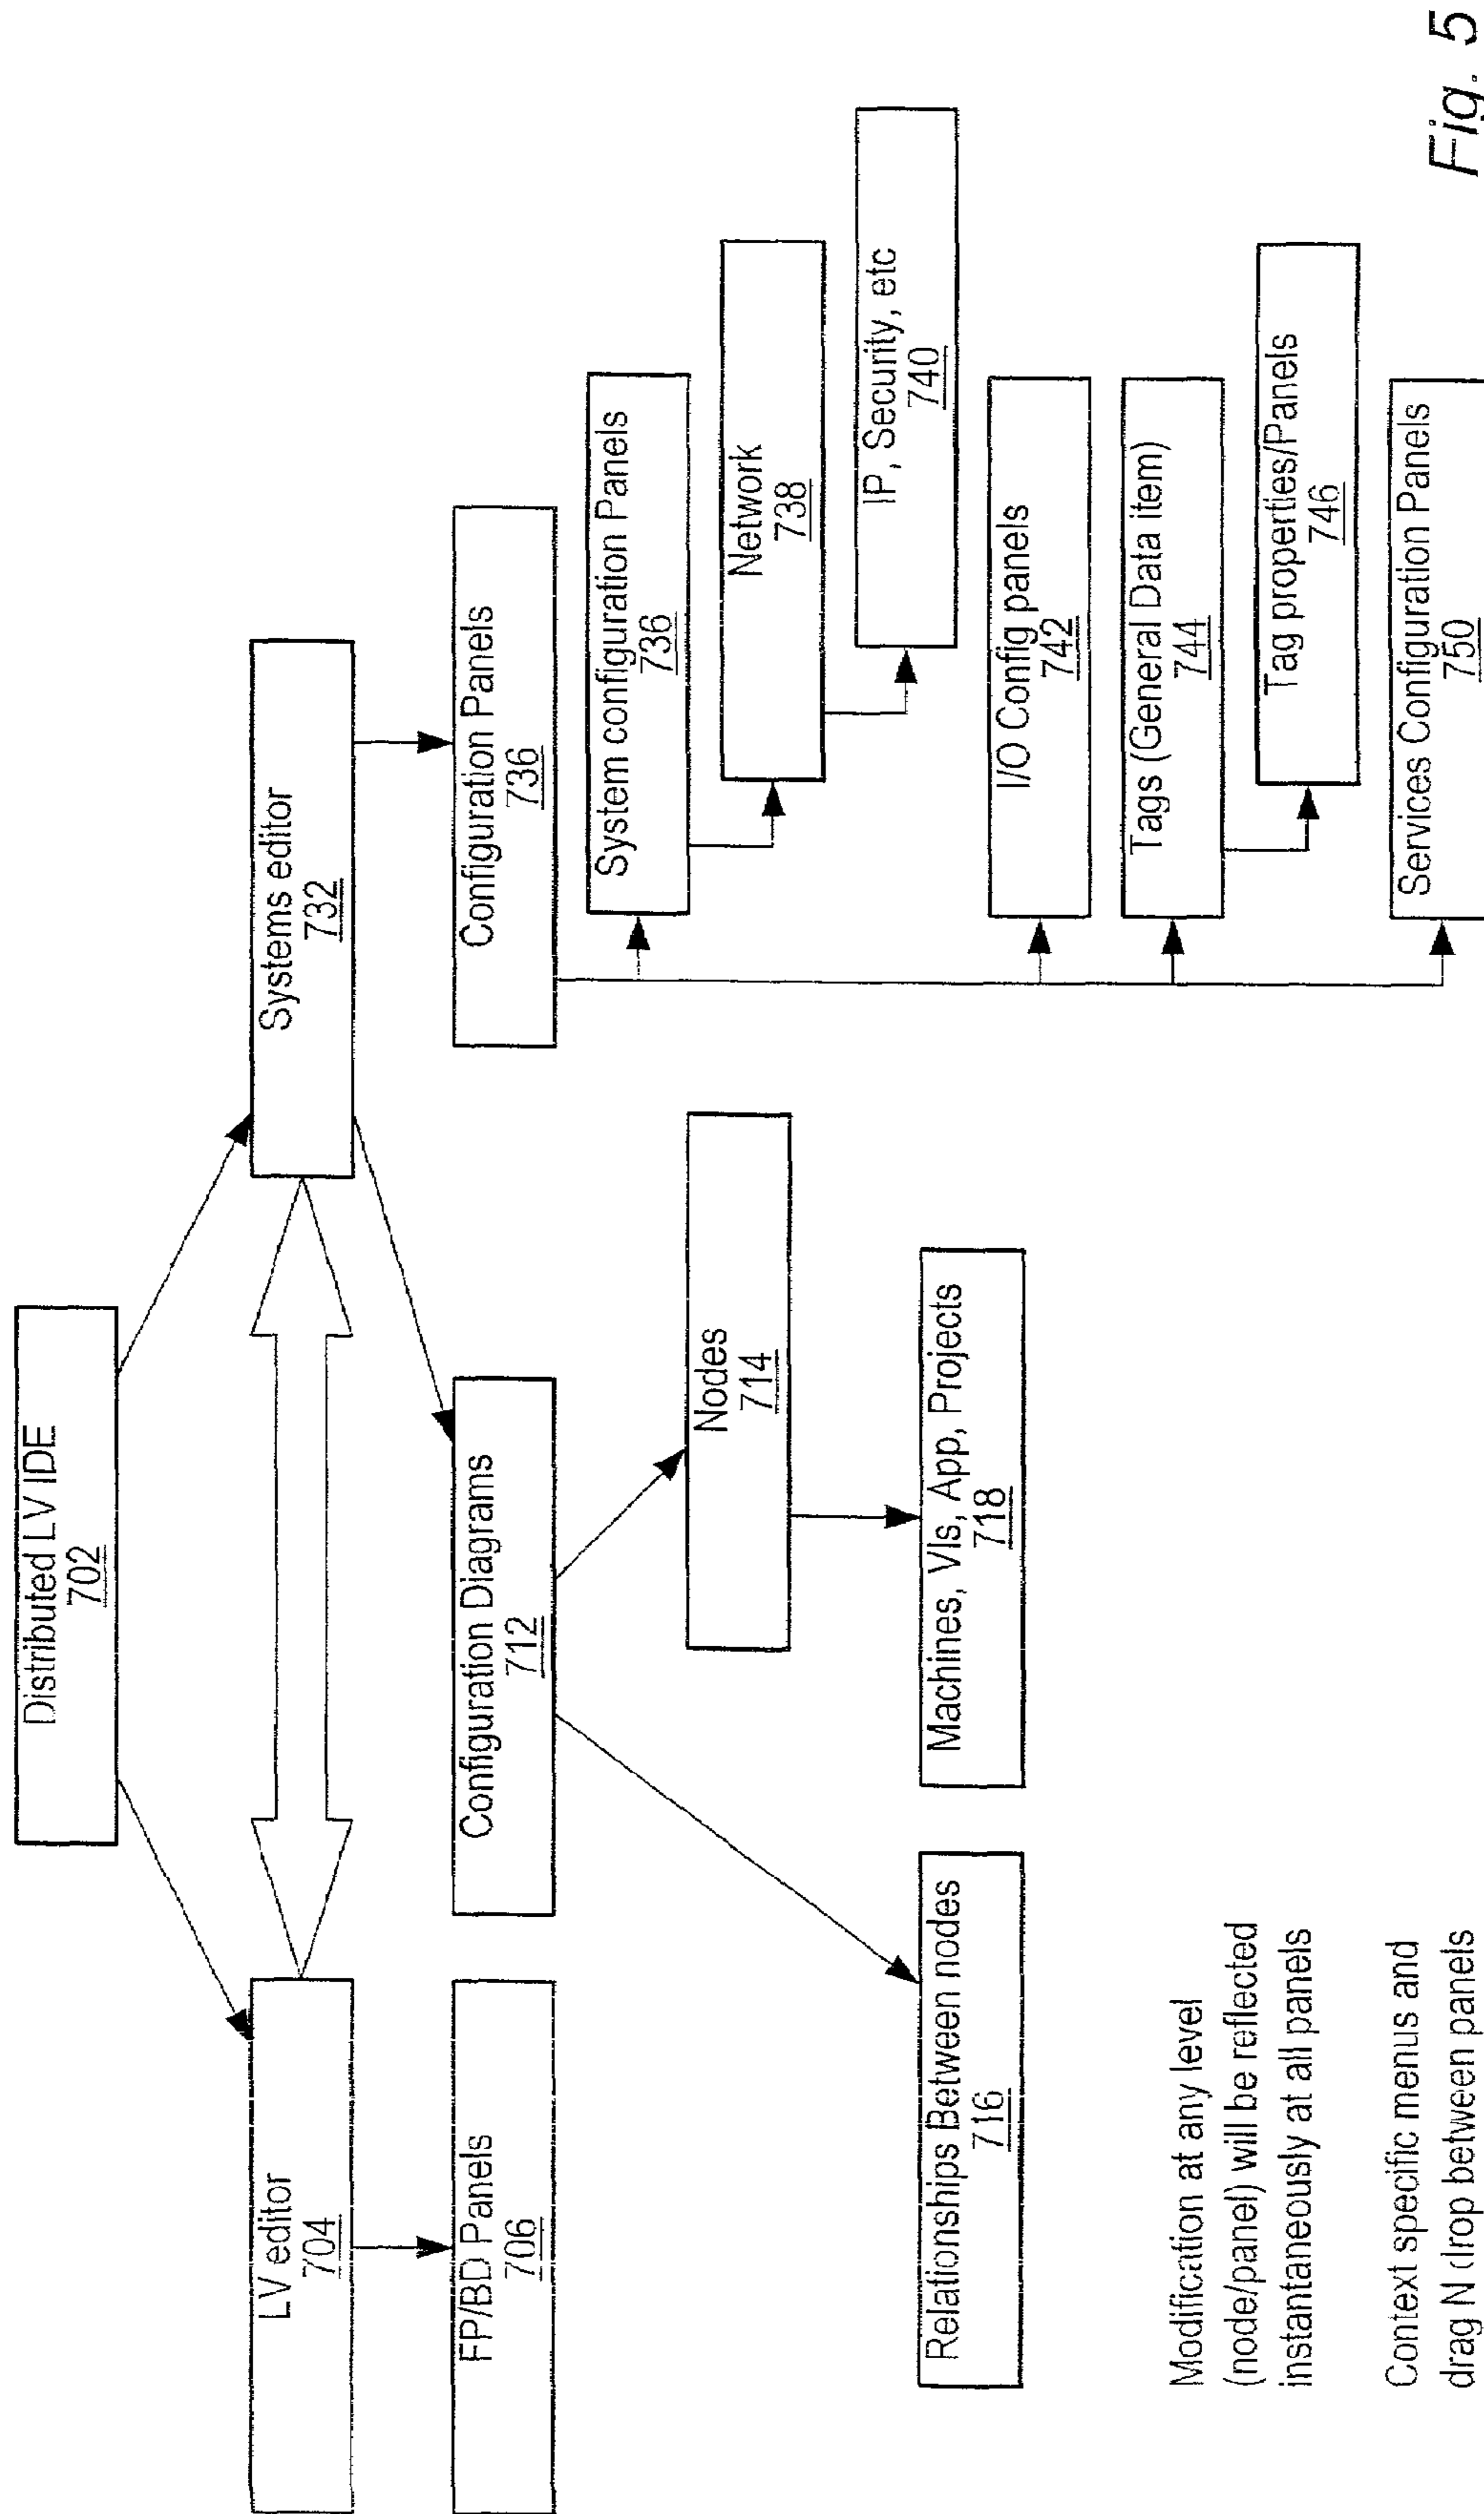 Distributed LV IDE
702
LV editor
704
Systems editor
732
FP/BD Panels
706
Configuration Diagrams
712
Configuration Panels
736
System configuration Panels
736
Nodes
714
Network
738
Relationships Between nodes
716
Machines, VIs, App, Projects
718
IP, Security, etc
740
I/O Config panels
742
Tags (General Data item)
744
Tag properties/Panels
746
Services Configuration Panels
750
Modification at any level
(node/panel) will be reflected
instantaneously at all panels
Context specific menus and
drag N drop between panels
Fig. 5